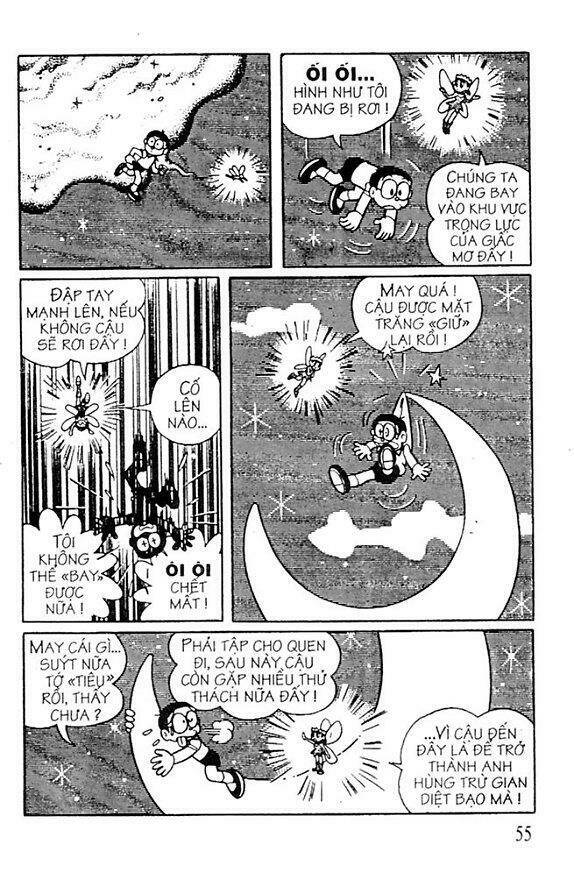 ỐI ỐI...
HÌNH NHƯ TÔI
ĐANG BỊ RƠI !
CHÚNG TA
ĐANG BAY
VÀO KHU VỰC
TRỌNG LỰC
CỦA GIẤC
MƠ ĐẤY !
ĐẬP TAY
MẠNH LÊN, NẾU
KHÔNG CẬU
SẼ RƠI ĐẤY !
CỐ
LÊN
NÀO...
TÔI
KHÔNG
THỂ «BAY»
ĐƯỢC
NỮA !
ÔI ÔI
CHẾT
MẤT !
MAY QUÁ !
CẬU ĐƯỢC MẶT
TRĂNG «GIỮ»
LẠI RỒI !
MAY CÁI GÌ...
SUÝT NỮA
TỚ «TIÊU»
RỒI, THẤY
CHƯA ?
PHẢI TẬP CHO QUEN
ĐI, SAU NÀY CẬU
CÒN GẶP NHIỀU THỬ
THÁCH NỮA ĐẤY !
...VÌ CẬU ĐẾN
ĐÂY LÀ ĐỂ TRỞ
THÀNH ANH
HÙNG TRỪ GIAN
DIỆT BẠO MÀ !
55